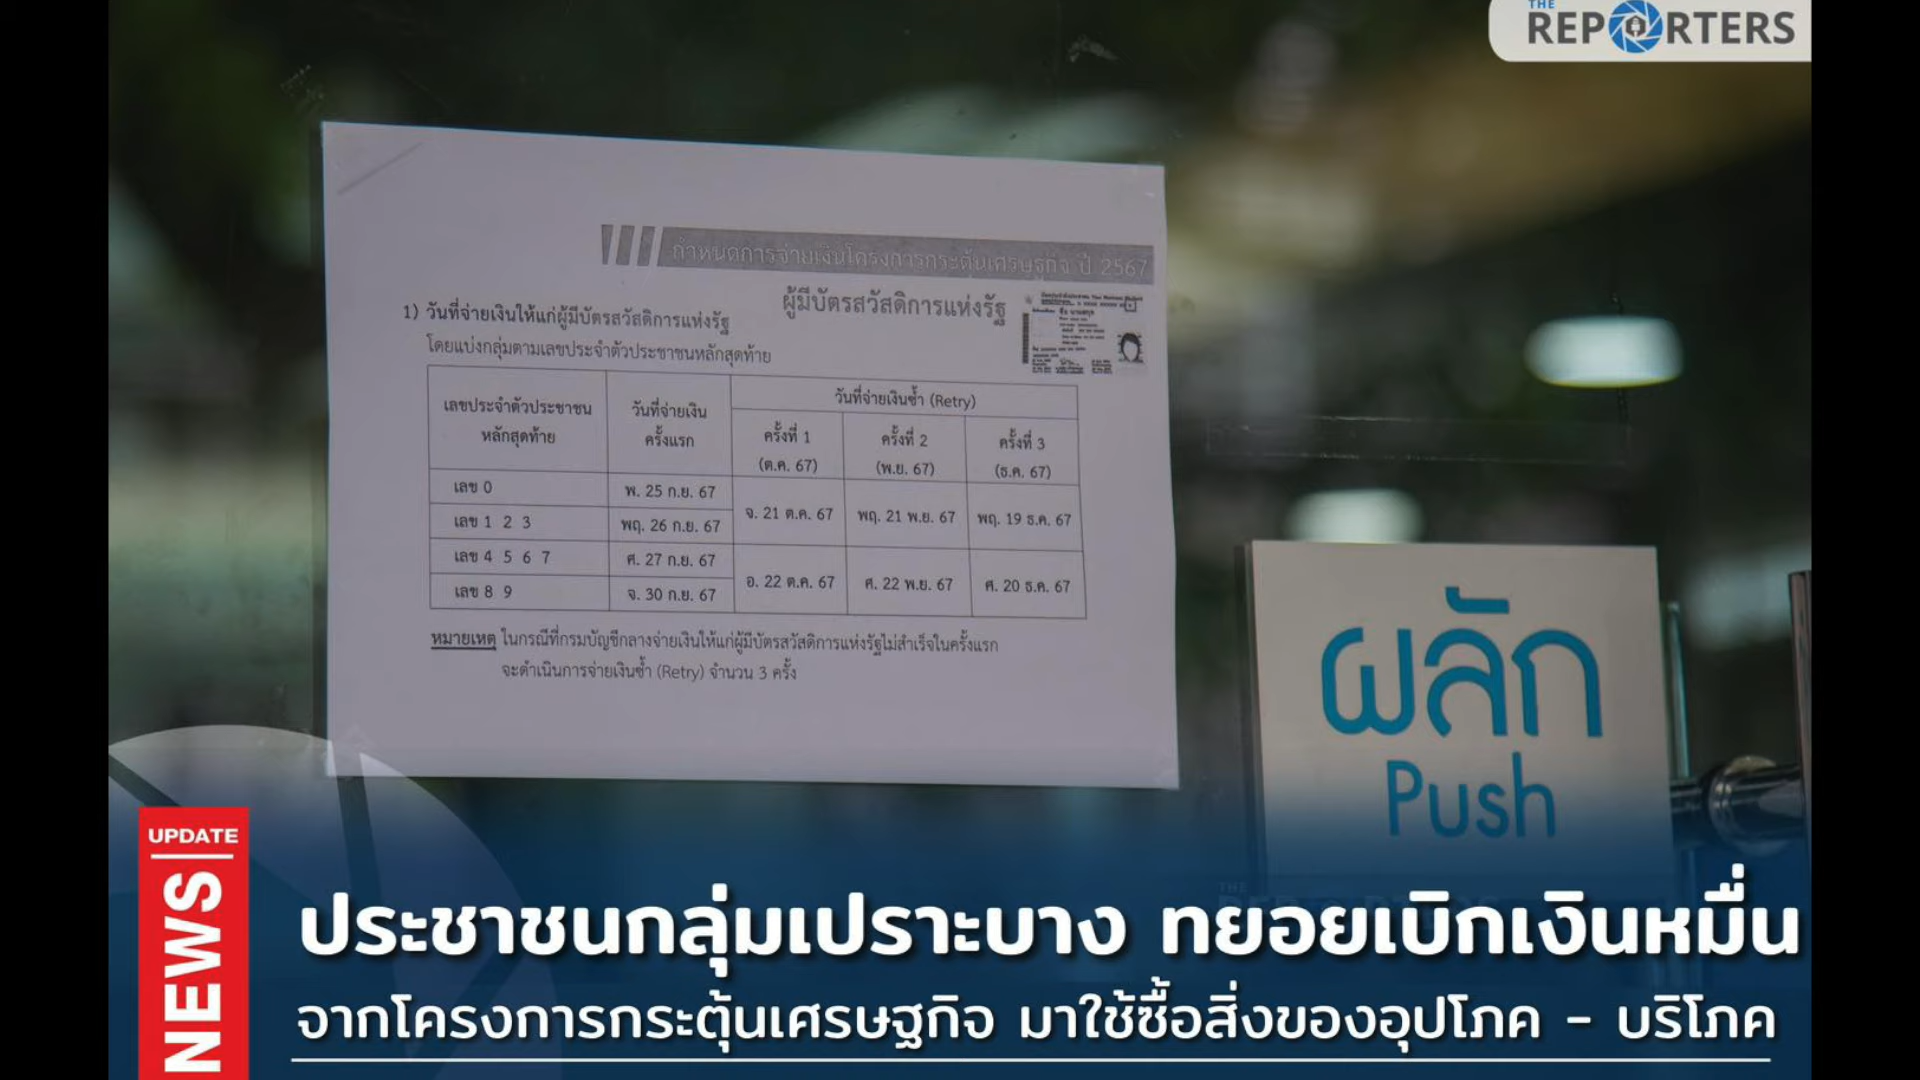 THE
REPORTERS
กำหนดการจ่ายเงินโครงการกระตุ้นเศรษฐกิจ ปี 2567
ผู้มีบัตรสวัสดิการแห่งรัฐ
1) วันที่จ่ายเงินให้แก่ผู้มีบัตรสวัสดิการแห่งรัฐ
โดยแบ่งกลุ่มตามเลขประจำตัวประชาชนหลักสุดท้าย
เลขประจำตัวประชาชน
หลักสุดท้าย
วันที่จ่ายเงิน
ครั้งแรก
วันที่จ่ายเงินซ้ำ (Retry)
ครั้งที่ 1
(ต.ค. 67)
ครั้งที่ 2
(พ.ย. 67)
ครั้งที่ 3
(ธ.ค. 67)
เลข 0
พ. 25 ก.ย. 67
เลข 1 2 3
พฤ. 26 ก.ย. 67
จ. 21 ต.ค. 67
พฤ. 21 พ.ย. 67
พฤ. 19 ธ.ค. 67
เลข 4 5 6 7
ศ. 27 ก.ย. 67
เลข 8 9
จ. 30 ก.ย. 67
อ. 22 ต.ค. 67
ศ. 22 พ.ย. 67
ศ. 20 ธ.ค. 67
หมายเหตุ ในกรณีที่กรมบัญชีกลางจ่ายเงินให้แก่ผู้มีบัตรสวัสดิการแห่งรัฐไม่สำเร็จในครั้งแรก
จะดำเนินการจ่ายเงินซ้ำ (Retry) จำนวน 3 ครั้ง
ผลัก
Push
UPDATE
NEWS
ประชาชนกลุ่มเปราะบาง ทยอยเบิกเงินหมื่น
จากโครงการกระตุ้นเศรษฐกิจ มาใช้ซื้อสิ่งของอุปโภค - บริโภค